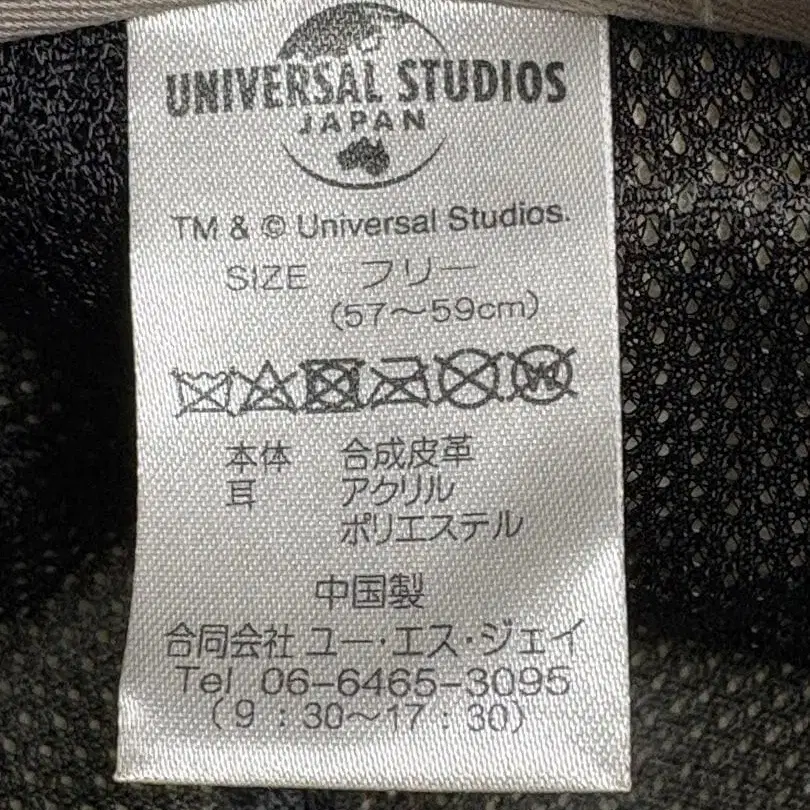 UNIVERSAL STUDIOS
JAPAN
TM & © Universal Studios.
SIZE フリー
(57〜59cm)
W
本体 合成皮革
耳 アクリル
ポリエステル
中国製
合同会社 ユー・エス・ジェイ
Tel 06-6465-3095
(9:30〜17:30)